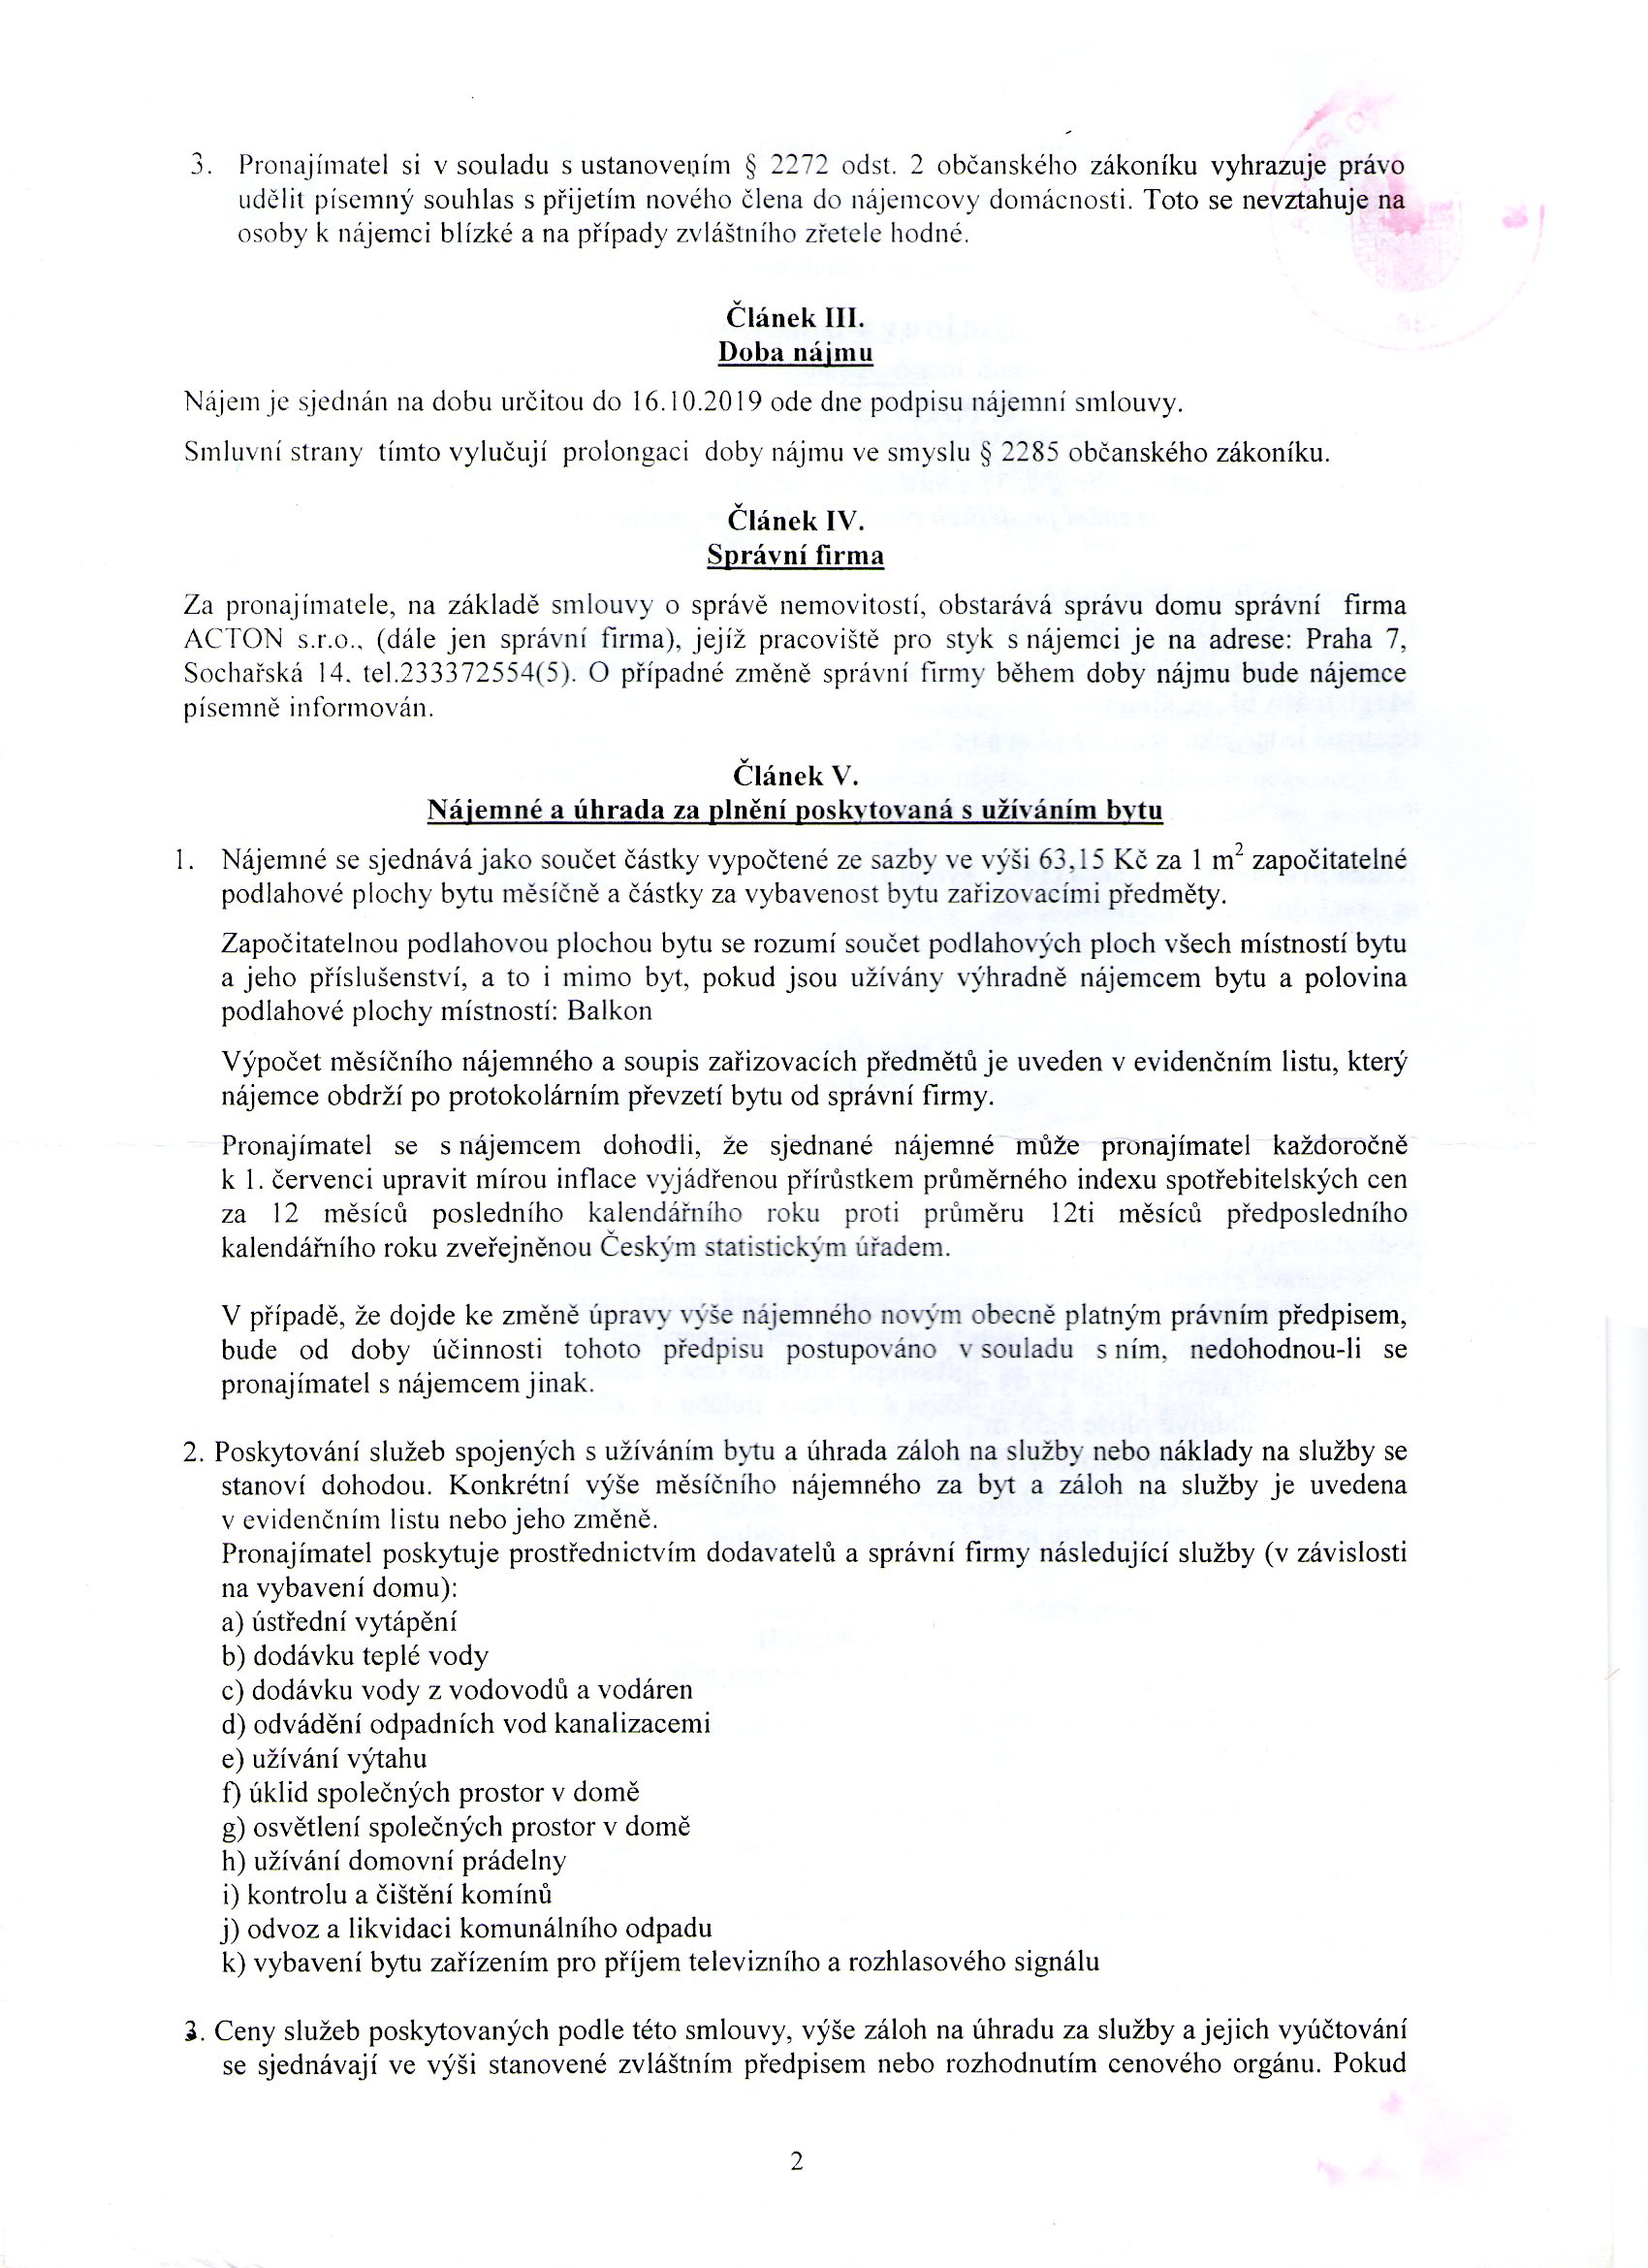 3. Pronajímatel si v souladu s ustanovením § 2272 odst. 2 občanského zákoníku vyhrazuje právo
udělit písemný souhlas s přijetím nového člena do nájemcovy domácnosti. Toto se nevztahuje na
osoby k nájemci blízké a na případy zvláštního zřetele hodné.
Článek III.
Doba nájmu
Nájem je sjednán na dobu určitou do 16.10.2019 ode dne podpisu nájemní smlouvy.
Smluvní strany tímto vylučují prolongaci doby nájmu ve smyslu § 2285 občanského zákoníku.
Článek IV.
Správní firma
Za pronajímatele, na základě smlouvy o správě nemovitostí, obstarává správu domu správní firma
ACTON s.r.o., (dále jen správní firma), jejíž pracoviště pro styk s nájemci je na adrese: Praha 7,
Sochařská 14, tel.233372554(5). O případné změně správní firmy během doby nájmu bude nájemce
písemně informován.
Článek V.
Nájemné a úhrada za plnění poskytovaná s užíváním bytu
1. Nájemné se sjednává jako součet částky vypočtené ze sazby ve výši 63,15 Kč za 1 m² započitatelné
podlahové plochy bytu měsíčně a částky za vybavenost bytu zařizovacími předměty.
Započitatelnou podlahovou plochou bytu se rozumí součet podlahových ploch všech místností bytu
a jeho příslušenství, a to i mimo byt, pokud jsou užívány výhradně nájemcem bytu a polovina
podlahové plochy místností: Balkon
Výpočet měsíčního nájemného a soupis zařizovacích předmětů je uveden v evidenčním listu, který
nájemce obdrží po protokolárním převzetí bytu od správní firmy.
Pronajímatel se s nájemcem dohodli, že sjednané nájemné může pronajímatel každoročně
k 1. červenci upravit mírou inflace vyjádřenou přírůstkem průměrného indexu spotřebitelských cen
za 12 měsíců posledního kalendářního roku proti průměru 12ti měsíců předposledního
kalendářního roku zveřejněnou Českým statistickým úřadem.
V případě, že dojde ke změně úpravy výše nájemného novým obecně platným právním předpisem,
bude od doby účinnosti tohoto předpisu postupováno v souladu s ním, nedohodnou-li se
pronajímatel s nájemcem jinak.
2. Poskytování služeb spojených s užíváním bytu a úhrada záloh na služby nebo náklady na služby se
stanoví dohodou. Konkrétní výše měsíčního nájemného za byt a záloh na služby je uvedena
v evidenčním listu nebo jeho změně.
Pronajímatel poskytuje prostřednictvím dodavatelů a správní firmy následující služby (v závislosti
na vybavení domu):
a) ústřední vytápění
b) dodávku teplé vody
c) dodávku vody z vodovodů a vodáren
d) odvádění odpadních vod kanalizacemi
e) užívání výtahu
f) úklid společných prostor v domě
g) osvětlení společných prostor v domě
h) užívání domovní prádelny
i) kontrolu a čištění komínů
j) odvoz a likvidaci komunálního odpadu
k) vybavení bytu zařízením pro příjem televizního a rozhlasového signálu
3. Ceny služeb poskytovaných podle této smlouvy, výše záloh na úhradu za služby a jejich vyúčtování
se sjednávají ve výši stanovené zvláštním předpisem nebo rozhodnutím cenového orgánu. Pokud
2